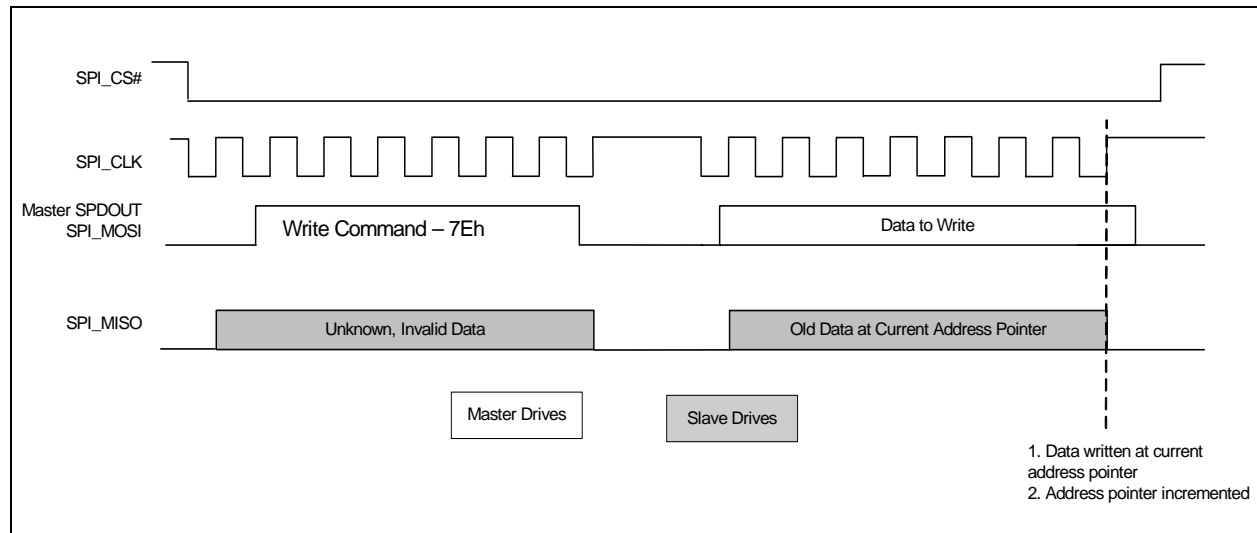 SPI_CS#
SPI_CLK
Master SPDOUT
SPI_MOSI
Write Command – 7Eh
Data to Write
SPI_MISO
Unknown, Invalid Data
Old Data at Current Address Pointer
Master Drives
Slave Drives
1. Data written at current
address pointer
2. Address pointer incremented